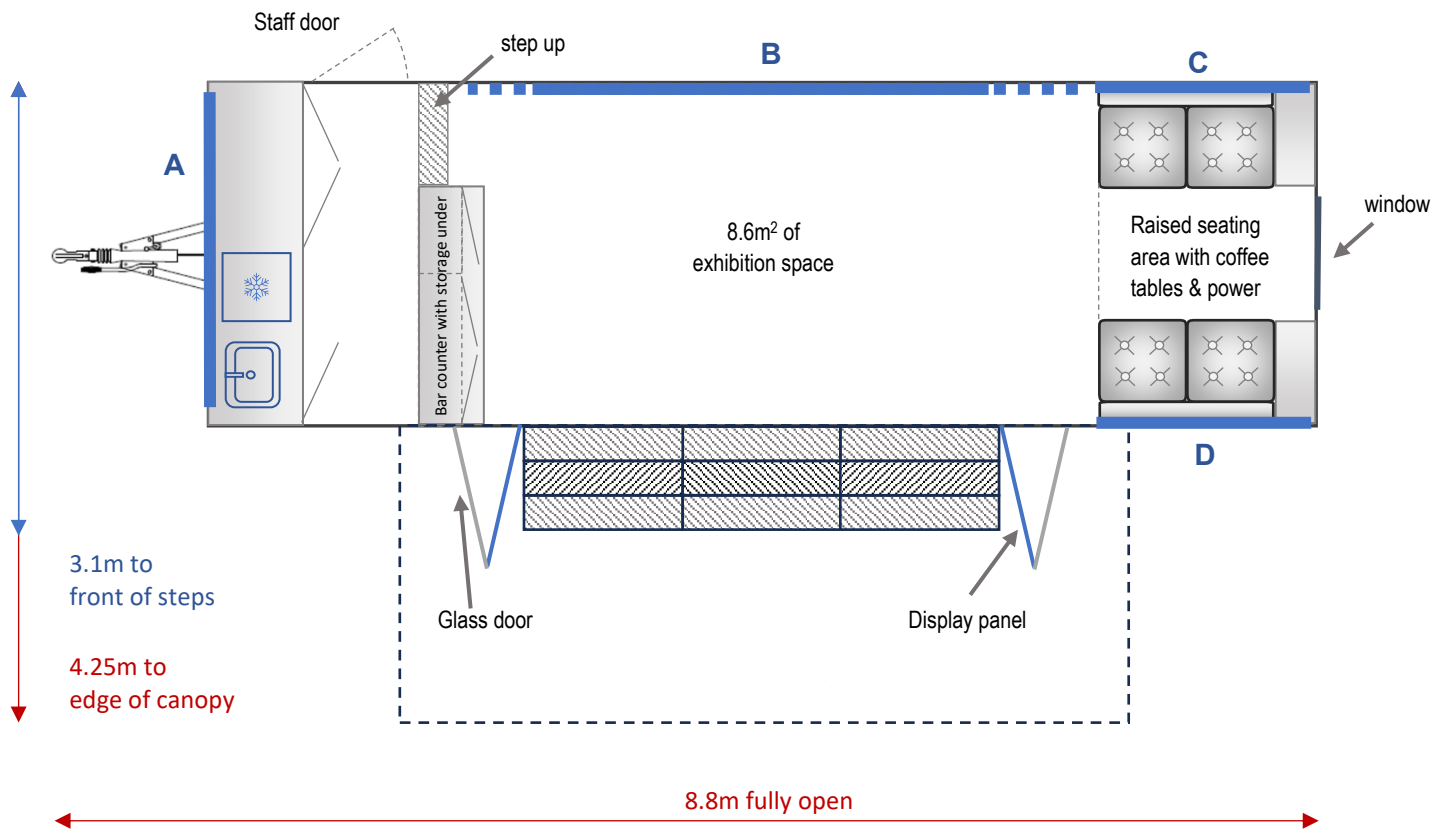 Staff door
step up
B
C
A
Bar counter with storage under
8.6m² of
exhibition space
Raised seating
area with coffee
tables & power
window
D
3.1m to
front of steps
Glass door
Display panel
4.25m to
edge of canopy
8.8m fully open